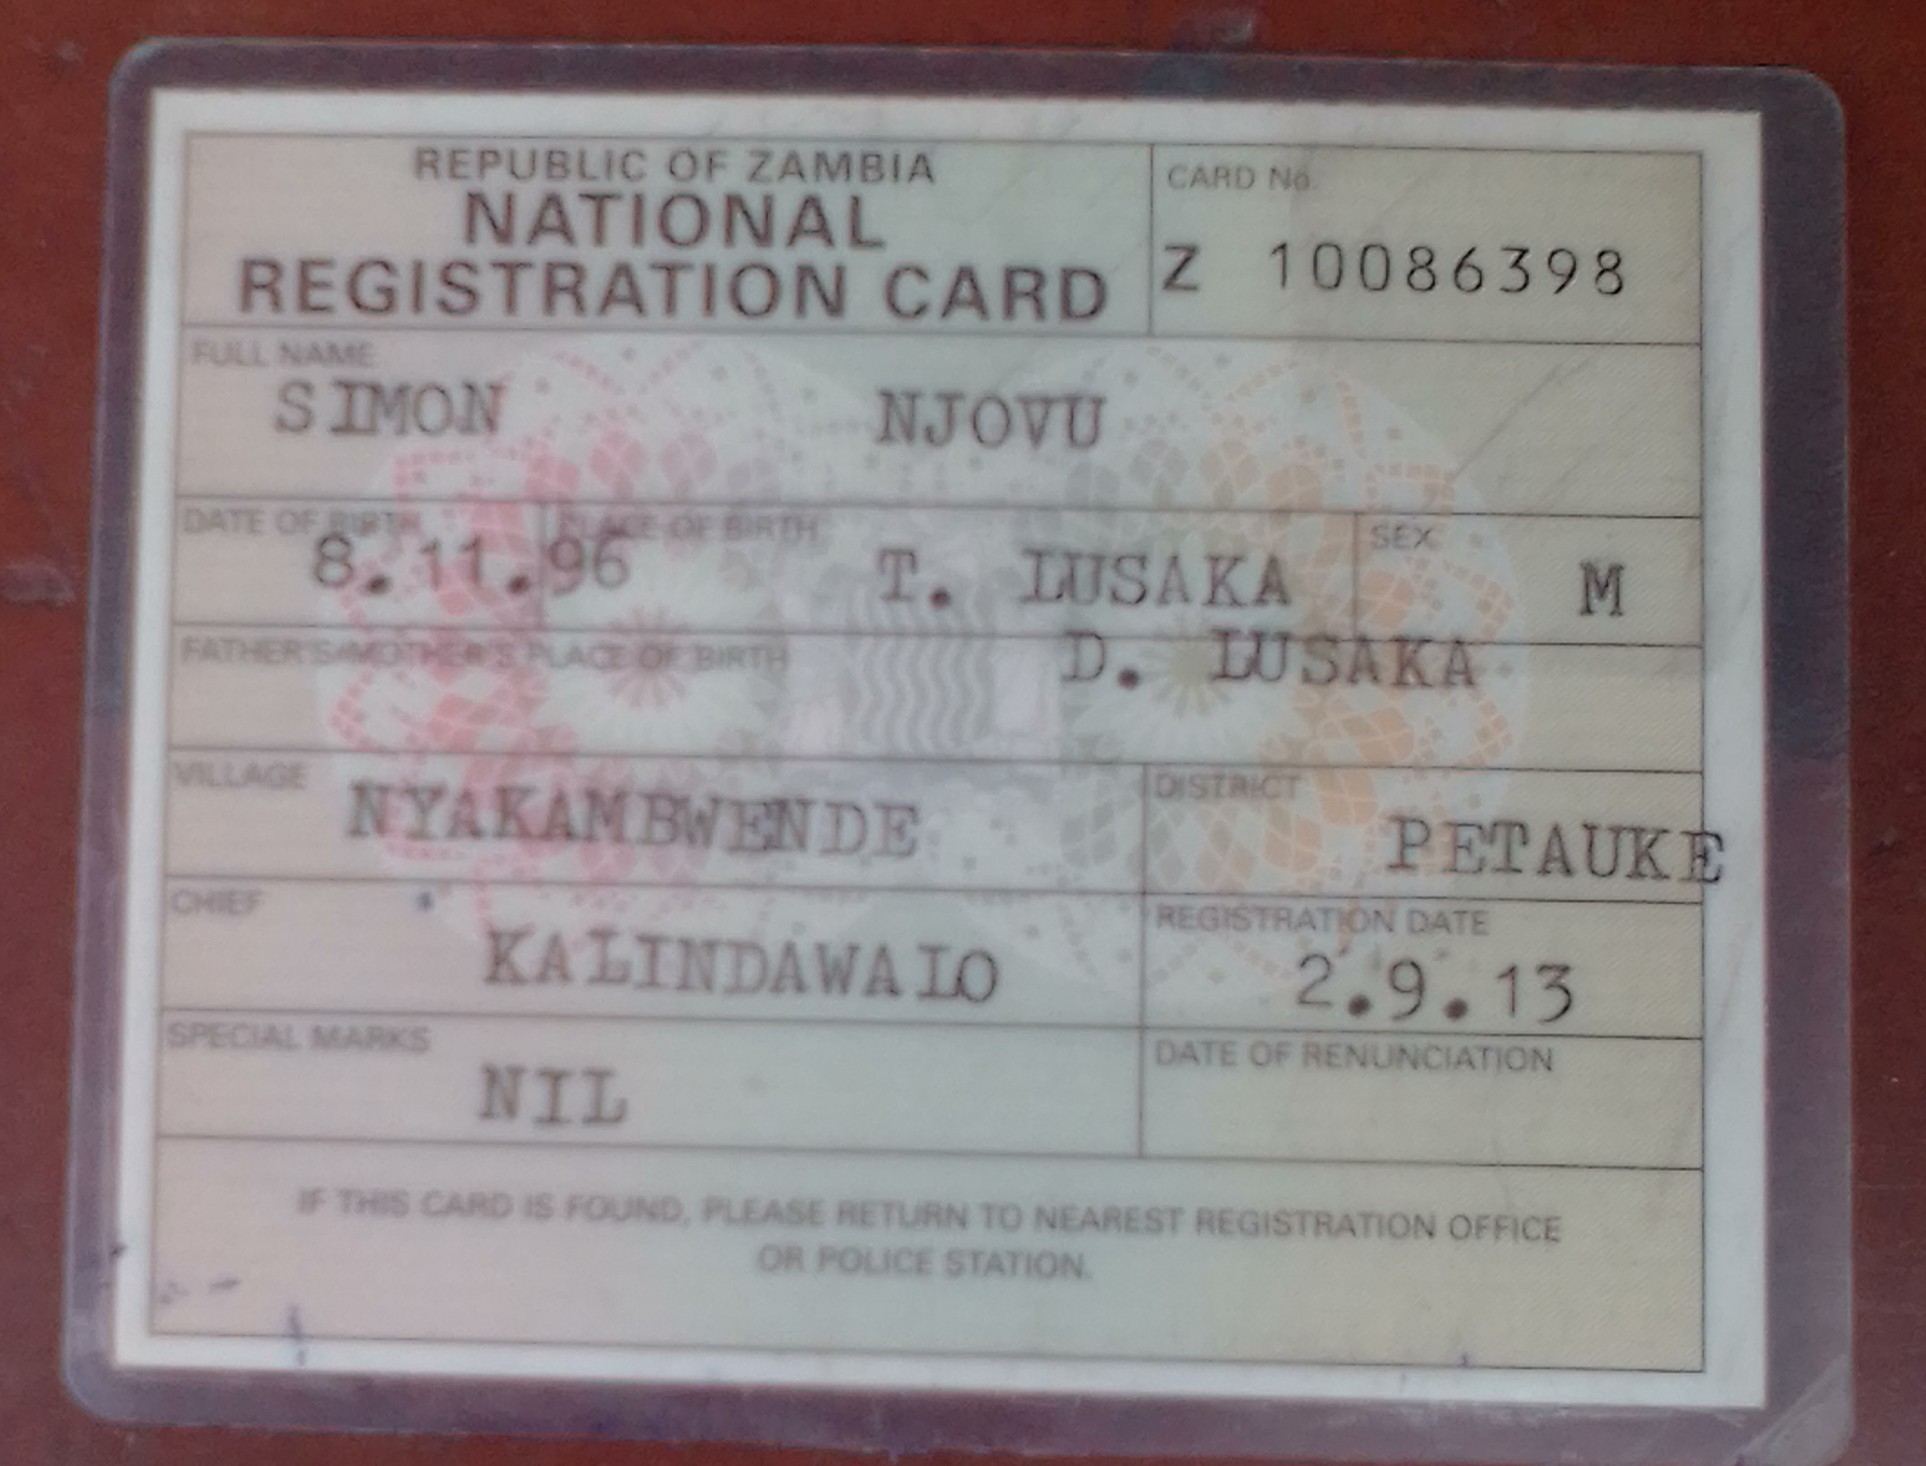 REPUBLIC OF ZAMBIA
NATIONAL
REGISTRATION CARD
CARD No.
Z 10086398
FULL NAME
SIMON NJOVU
DATE OF BIRTH
8.11.96
PLACE OF BIRTH
T. LUSAKA
SEX
M
FATHER'S/MOTHER'S PLACE OF BIRTH
D. LUSAKA
VILLAGE
NYAKAMBWENDE
DISTRICT
PETAUKE
CHIEF
KALINDAWALO
REGISTRATION DATE
2.9.13
SPECIAL MARKS
NIL
DATE OF RENUNCIATION
IF THIS CARD IS FOUND, PLEASE RETURN TO NEAREST REGISTRATION OFFICE
OR POLICE STATION.